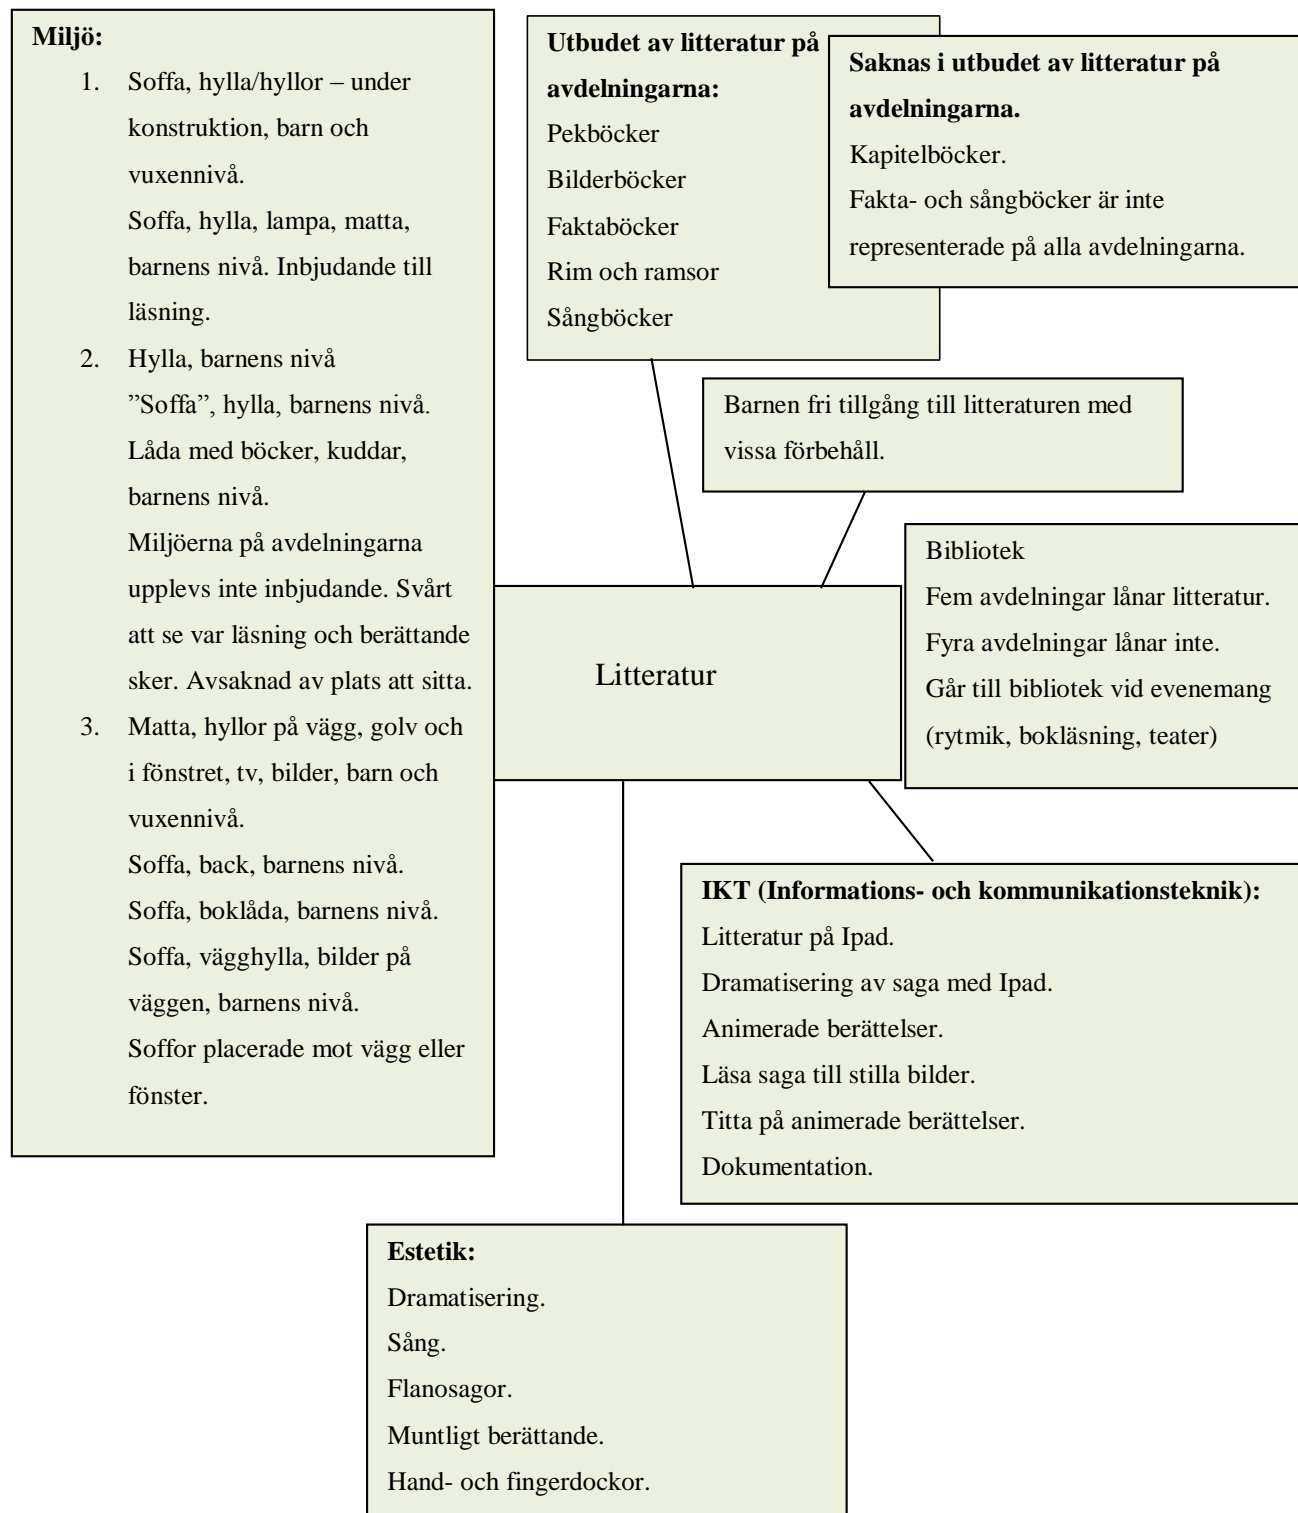 Miljö:
1. Soffa, hylla/hyllor – under
konstruktion, barn och
vuxennivå.
Soffa, hylla, lampa, matta,
barnens nivå. Inbjudande till
läsning.
2. Hylla, barnens nivå
”Soffa”, hylla, barnens nivå.
Låda med böcker, kuddar,
barnens nivå.
Miljöerna på avdelningarna
upplevs inte inbjudande. Svårt
att se var läsning och berättande
sker. Avsaknad av plats att sitta.
3. Matta, hyllor på vägg, golv och
i fönstret, tv, bilder, barn och
vuxennivå.
Soffa, back, barnens nivå.
Soffa, boklåda, barnens nivå.
Soffa, vägghylla, bilder på
väggen, barnens nivå.
Soffor placerade mot vägg eller
fönster.
Utbudet av litteratur på
avdelningarna:
Pekböcker
Bilderböcker
Faktaböcker
Rim och ramsor
Sångböcker
Saknas i utbudet av litteratur på
avdelningarna.
Kapitelböcker.
Fakta- och sångböcker är inte
representerade på alla avdelningarna.
Barnen fri tillgång till litteraturen med
vissa förbehåll.
Bibliotek
Fem avdelningar lånar litteratur.
Fyra avdelningar lånar inte.
Går till bibliotek vid evenemang
(rytmik, bokläsning, teater)
Litteratur
IKT (Informations- och kommunikationsteknik):
Litteratur på Ipad.
Dramatisering av saga med Ipad.
Animerade berättelser.
Läsa saga till stilla bilder.
Titta på animerade berättelser.
Dokumentation.
Estetik:
Dramatisering.
Sång.
Flanosagor.
Muntligt berättande.
Hand- och fingerdockor.